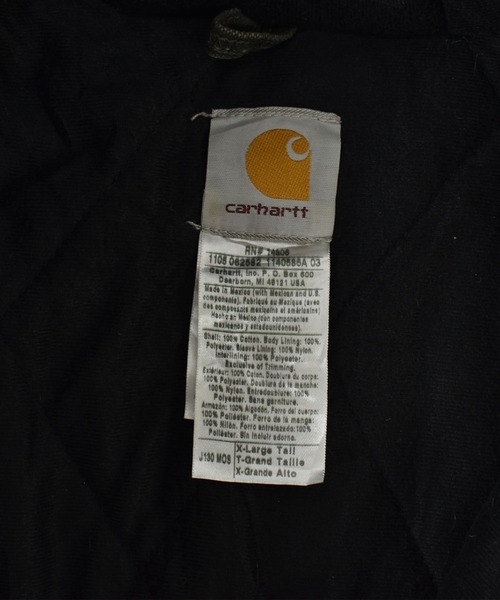 carhartt
RN# 14806
1106 062682 1140686A 03
Carhartt, Inc. P.O. Box 600
Dearborn, MI 48121 USA
Made in Mexico (with Mexican and U.S.
components). Fabriqué au Mexique (avec
des composants mexicains et américains)
Hecho en México (con componentes
mexicanos y estadounidenses).
Shell: 100% Cotton. Body Lining: 100%
Polyester. Sleeve Lining: 100% Nylon.
Interlining: 100% Polyester.
Exclusive of Trimming.
Extérieur: 100% Coton. Doublure du corps:
100% Polyester. Doublure de la manche:
100% Nylon. Entredoublure: 100%
Polyester. Sans garniture.
Armazón: 100% Algodón. Forro del cuerpo:
100% Poliéster. Forro de la manga:
100% Nilón. Forro entrelazado: 100%
Poliéster. Sin incluir adorno.
J130 MOS
X-Large Tall
T-Grand Taille
X-Grande Alto